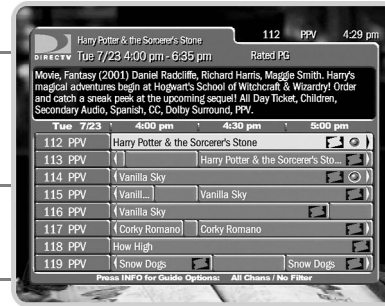 Harry Potter & the Sorcerer's Stone 112 PPV 4:29 pm
DIRECTV Tue 7/23 4:00 pm - 6:35 pm Rated PG
Movie, Fantasy (2001) Daniel Radcliffe, Richard Harris, Maggie Smith. Harry's
magical adventures begin at Hogwart's School of Witchcraft & Wizardry! Order
and catch a sneak peek at the upcoming sequel! All Day Ticket, Children,
Secondary Audio, Spanish, CC, Dolby Surround, PPV.
Tue 7/23 4:00 pm 4:30 pm 5:00 pm
112 PPV Harry Potter & the Sorcerer's Stone
113 PPV Harry Potter & the Sorcerer's Sto...
114 PPV Vanilla Sky
115 PPV Vanill... Vanilla Sky
116 PPV Vanilla Sky
117 PPV Corky Romano Corky Romano
118 PPV How High
119 PPV Snow Dogs Snow Dogs
Press INFO for Guide Options: All Chans / No Filter